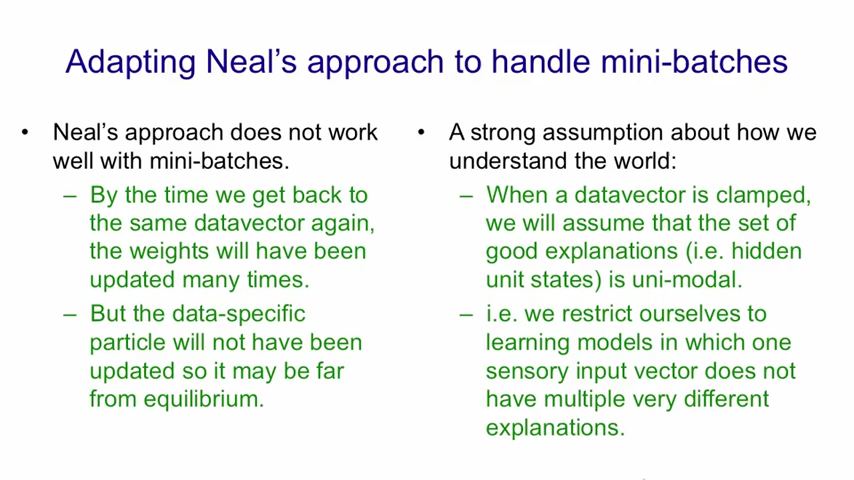 Adapting Neal's approach to handle mini-batches
• Neal's approach does not work
well with mini-batches.
– By the time we get back to
the same datavector again,
the weights will have been
updated many times.
– But the data-specific
particle will not have been
updated so it may be far
from equilibrium.
• A strong assumption about how we
understand the world:
– When a datavector is clamped,
we will assume that the set of
good explanations (i.e. hidden
unit states) is uni-modal.
– i.e. we restrict ourselves to
learning models in which one
sensory input vector does not
have multiple very different
explanations.